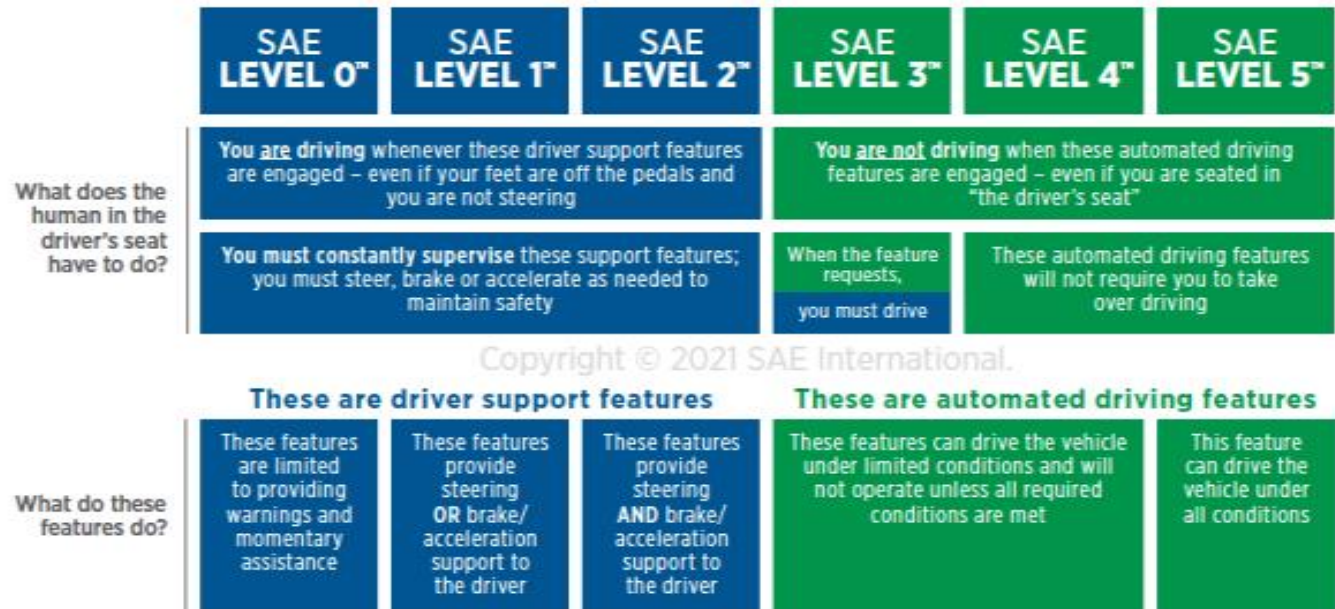 SAE
LEVEL 0™
SAE
LEVEL 1™
SAE
LEVEL 2™
SAE
LEVEL 3™
SAE
LEVEL 4™
SAE
LEVEL 5™
What does the
human in the
driver's seat
have to do?
You are driving whenever these driver support features
are engaged – even if your feet are off the pedals and
you are not steering
You are not driving when these automated driving
features are engaged – even if you are seated in
“the driver's seat”
You must constantly supervise these support features;
you must steer, brake or accelerate as needed to
maintain safety
When the feature
requests,
you must drive
These automated driving features
will not require you to take
over driving
Copyright © 2021 SAE International.
These are driver support features
These are automated driving features
What do these
features do?
These features
are limited
to providing
warnings and
momentary
assistance
These features
provide
steering
OR brake/
acceleration
support to
the driver
These features
provide
steering
AND brake/
acceleration
support to
the driver
These features can drive the vehicle
under limited conditions and will
not operate unless all required
conditions are met
This feature
can drive the
vehicle under
all conditions